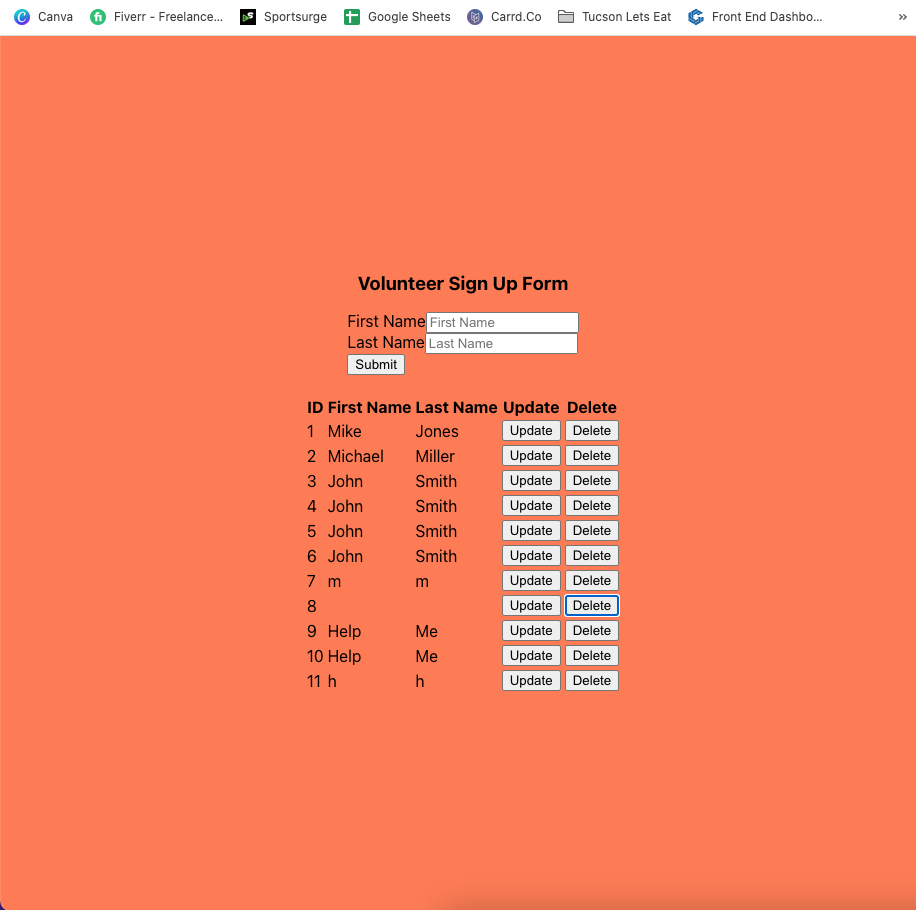 Canva Fiverr - Freelance... Sportsurge Google Sheets Carrd.Co Tucson Lets Eat Front End Dashbo... »
Volunteer Sign Up Form
First Name First Name
Last Name Last Name
Submit
ID First Name Last Name Update Delete
1 Mike Jones Update Delete
2 Michael Miller Update Delete
3 John Smith Update Delete
4 John Smith Update Delete
5 John Smith Update Delete
6 John Smith Update Delete
7 m m Update Delete
8 Update Delete
9 Help Me Update Delete
10 Help Me Update Delete
11 h h Update Delete